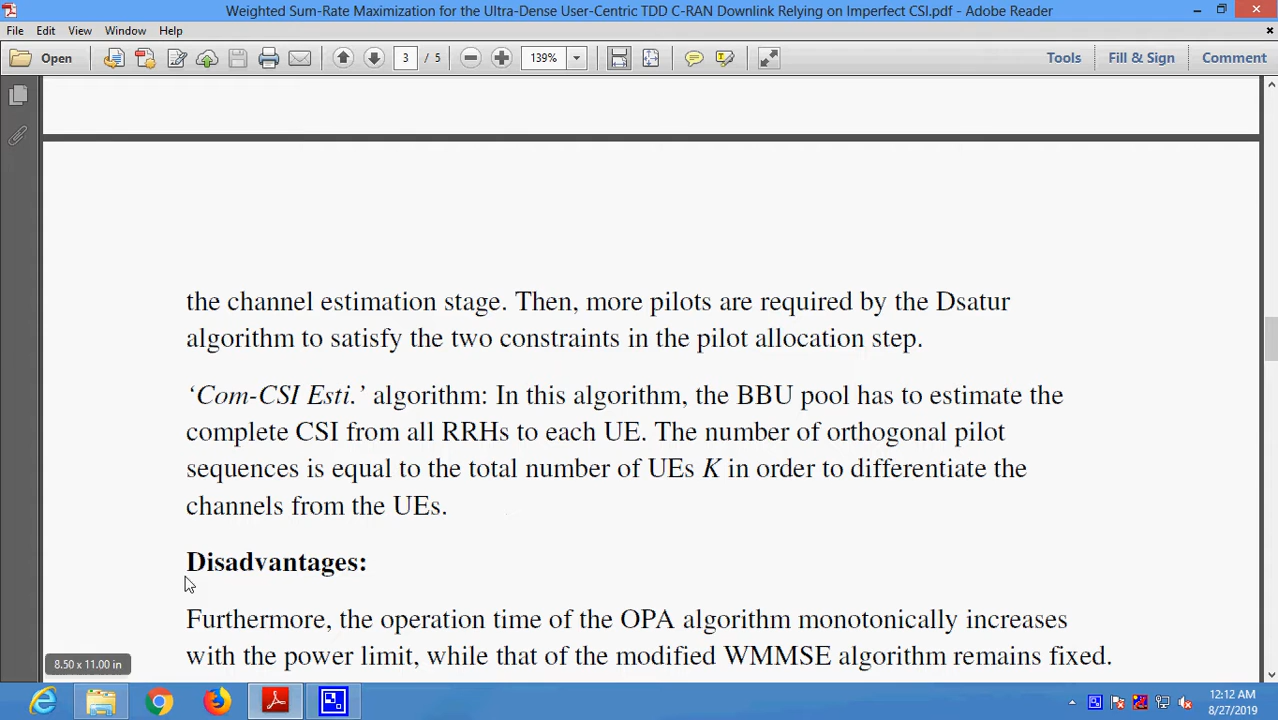 Weighted Sum-Rate Maximization for the Ultra-Dense User-Centric TDD C-RAN Downlink Relying on Imperfect CSI.pdf - Adobe Reader
File Edit View Window Help
Open 3 / 5 139% Tools Fill & Sign Comment
the channel estimation stage. Then, more pilots are required by the Dsatur
algorithm to satisfy the two constraints in the pilot allocation step.
‘Com-CSI Esti.’ algorithm: In this algorithm, the BBU pool has to estimate the
complete CSI from all RRHs to each UE. The number of orthogonal pilot
sequences is equal to the total number of UEs K in order to differentiate the
channels from the UEs.
Disadvantages:
Furthermore, the operation time of the OPA algorithm monotonically increases
with the power limit, while that of the modified WMMSE algorithm remains fixed.
8.50 x 11.00 in
12:12 AM
8/27/2019